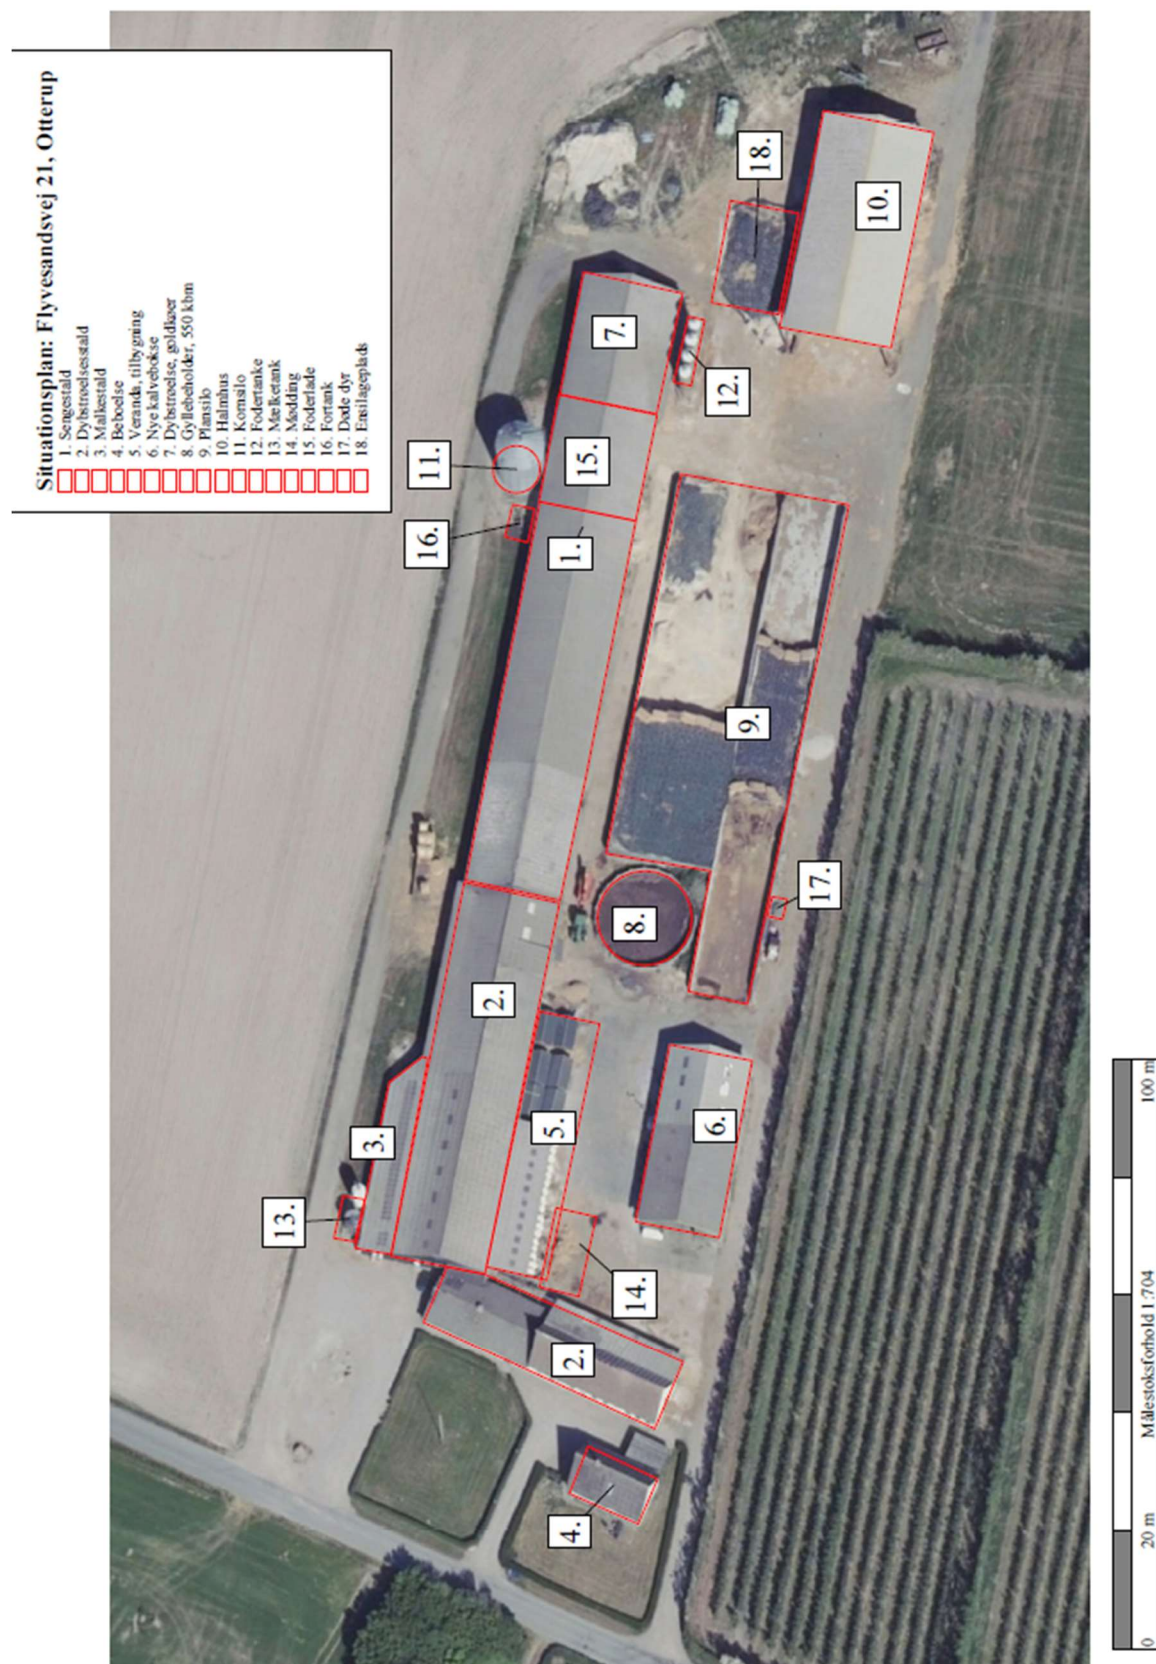 Situationsplan: Flyvesandsvej 21, Otterup
1. Sengestald
2. Dybstrøelsesstald
3. Malkestald
4. Beboelse
5. Veranda, tilbygning
6. Nye kalvebokse
7. Dybstrøelse, goldkøer
8. Gyllebeholder, 550 kbm
9. Plansilo
10. Halmhus
11. Kornsilo
12. Fodertanke
13. Mælketank
14. Mødding
15. Foderlade
16. Fortank
17. Døde dyr
18. Ensilageplads
13.
3.
16.
11.
2.
1.
15.
7.
12.
18.
10.
4.
2.
14.
5.
6.
8.
17.
9.
0
20 m
Målestoksforhold 1:704
100 m